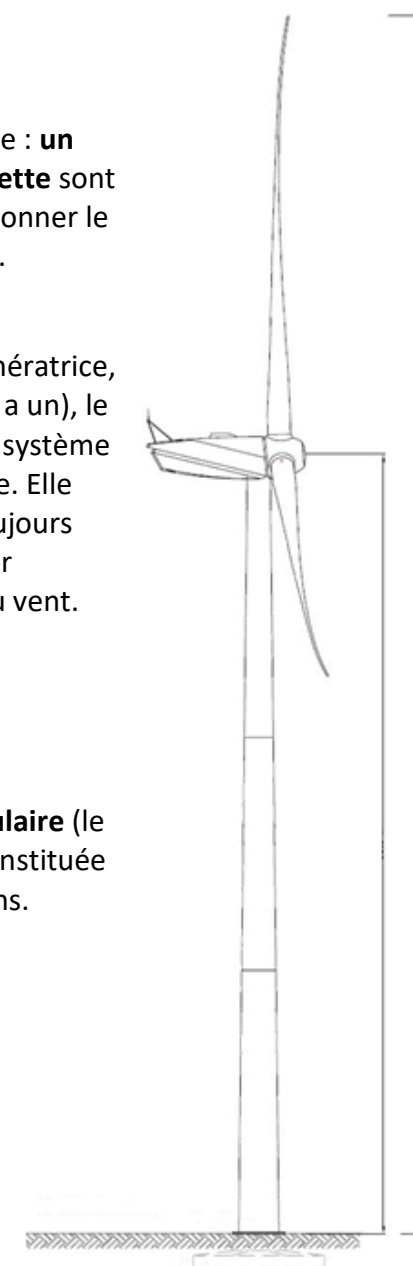 e : un
ette sont
onner le
.
nératrice,
a un), le
système
e. Elle
ujours
r
u vent.
ulaire (le
nstituée
ns.